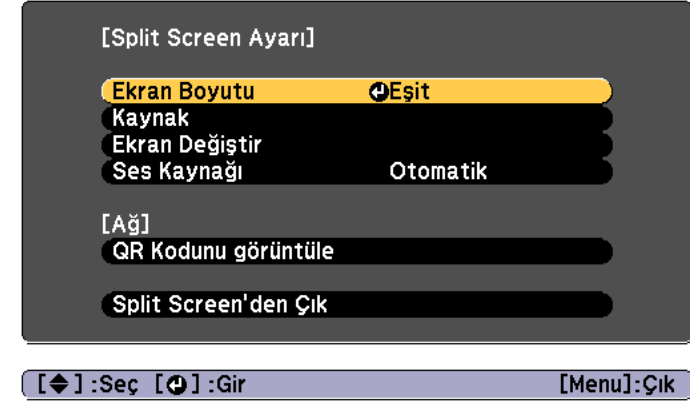 [Split Screen Ayarı]
Ekran Boyutu Eşit
Kaynak
Ekran Değiştir
Ses Kaynağı Otomatik
[Ağ]
QR Kodunu görüntüle
Split Screen'den Çık
[ ] :Seç [ ] :Gir [Menu]:Çık